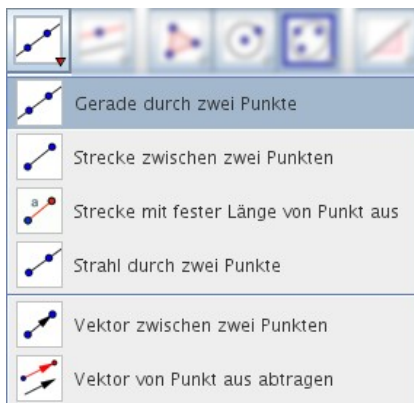 Gerade durch zwei Punkte
Strecke zwischen zwei Punkten
a
Strecke mit fester Länge von Punkt aus
Strahl durch zwei Punkte
Vektor zwischen zwei Punkten
Vektor von Punkt aus abtragen